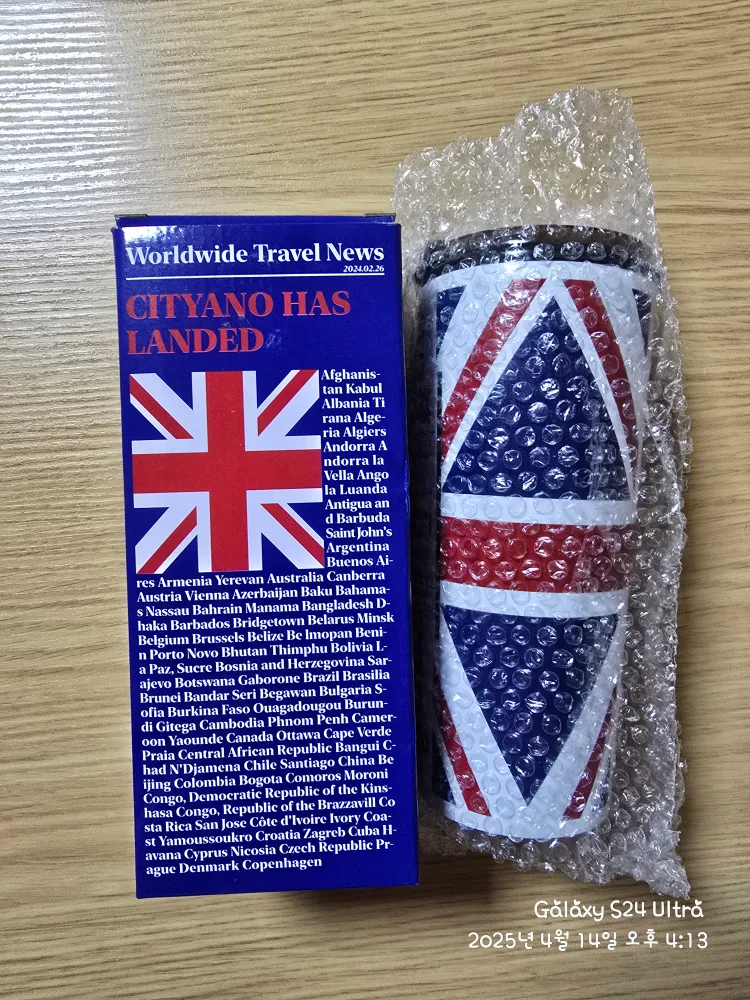 Worldwide Travel News
2024.02.26
CITYANO HAS
LANDED
Afghanis-
tan Kabul
Albania Ti
rana Alge-
ria Algiers
Andorra A
ndorra la
Vella Ango
la Luanda
Antigua an
d Barbuda
Saint John's
Argentina
Buenos Ai-
res Armenia Yerevan Australia Canberra
Austria Vienna Azerbaijan Baku Bahama-
s Nassau Bahrain Manama Bangladesh D-
haka Barbados Bridgetown Belarus Minsk
Belgium Brussels Belize Be lmopan Beni-
n Porto Novo Bhutan Thimphu Bolivia L-
a Paz, Sucre Bosnia and Herzegovina Sar-
ajevo Botswana Gaborone Brazil Brasilia
Brunei Bandar Seri Begawan Bulgaria S-
ofia Burkina Faso Ouagadougou Burun-
di Gitega Cambodia Phnom Penh Camer-
oon Yaounde Canada Ottawa Cape Verde
Praia Central African Republic Bangui C-
had N'Djamena Chile Santiago China Be
ijing Colombia Bogota Comoros Moroni
Congo, Democratic Republic of the Kins-
hasa Congo, Republic of the Brazzavill Co
sta Rica San Jose Côte d'Ivoire Ivory Coa-
st Yamoussoukro Croatia Zagreb Cuba H-
avana Cyprus Nicosia Czech Republic Pr-
ague Denmark Copenhagen
Galaxy S24 Ultra
2025년 4월 14일 오후 4:13